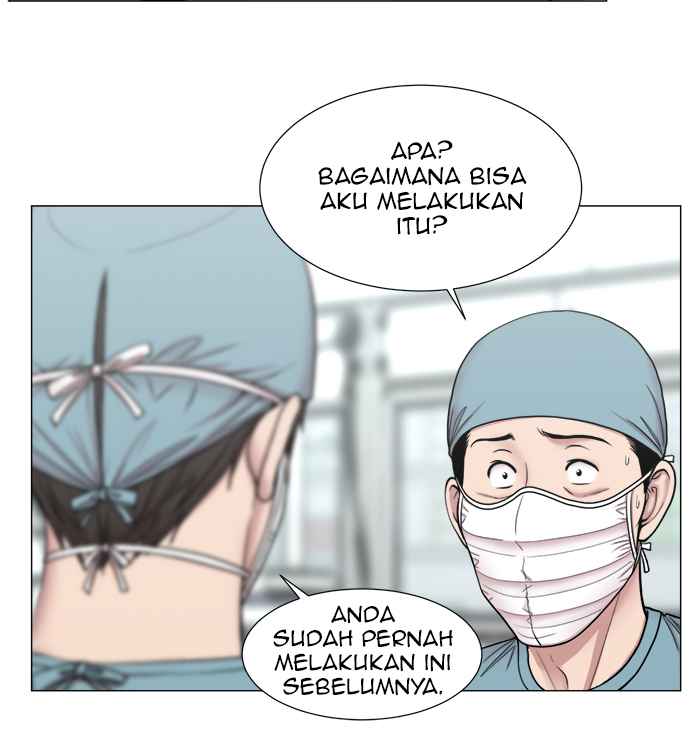 APA?
BAGAIMANA BISA
AKU MELAKUKAN
ITU?
ANDA
SUDAH PERNAH
MELAKUKAN INI
SEBELUMNYA.